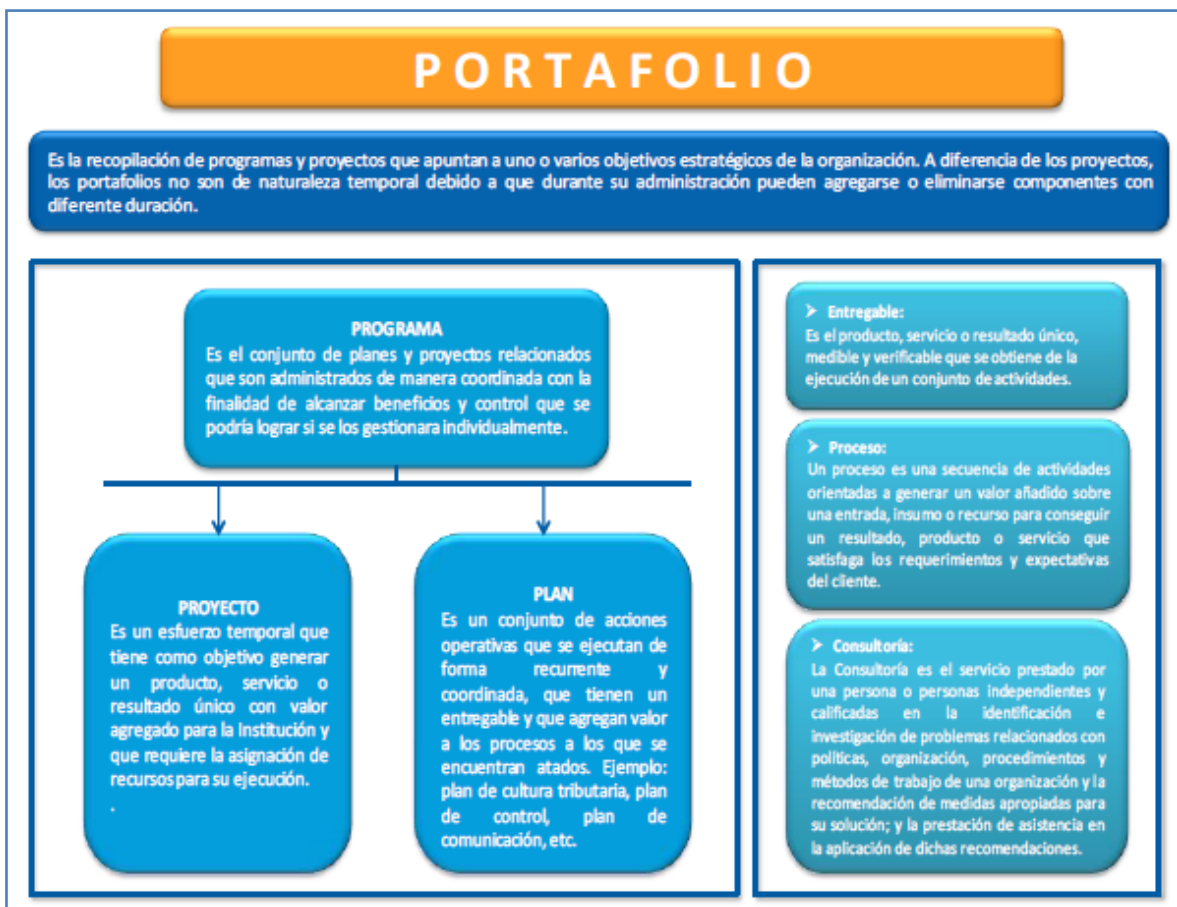 PORTAFOLIO
Es la recopilación de programas y proyectos que apuntan a uno o varios objetivos estratégicos de la organización. A diferencia de los proyectos,
los portafolios no son de naturaleza temporal debido a que durante su administración pueden agregarse o eliminarse componentes con
diferente duración.
PROGRAMA
Es el conjunto de planes y proyectos relacionados
que son administrados de manera coordinada con la
finalidad de alcanzar beneficios y control que se
podría lograr si se los gestionara individualmente.
PROYECTO
Es un esfuerzo temporal que
tiene como objetivo generar
un producto, servicio o
resultado único con valor
agregado para la Institución y
que requiere la asignación de
recursos para su ejecución.
.
PLAN
Es un conjunto de acciones
operativas que se ejecutan de
forma recurrente y
coordinada, que tienen un
entregable y que agregan valor
a los procesos a los que se
encuentran atados. Ejemplo:
plan de cultura tributaria, plan
de control, plan de
comunicación, etc.
➢ Entregable:
Es el producto, servicio o resultado único,
medible y verificable que se obtiene de la
ejecución de un conjunto de actividades.
➢ Proceso:
Un proceso es una secuencia de actividades
orientadas a generar un valor añadido sobre
una entrada, insumo o recurso para conseguir
un resultado, producto o servicio que
satisfaga los requerimientos y expectativas
del cliente.
➢ Consultoría:
La Consultoría es el servicio prestado por
una persona o personas independientes y
calificadas en la identificación e
investigación de problemas relacionados con
políticas, organización, procedimientos y
métodos de trabajo de una organización y la
recomendación de medidas apropiadas para
su solución; y la prestación de asistencia en
la aplicación de dichas recomendaciones.